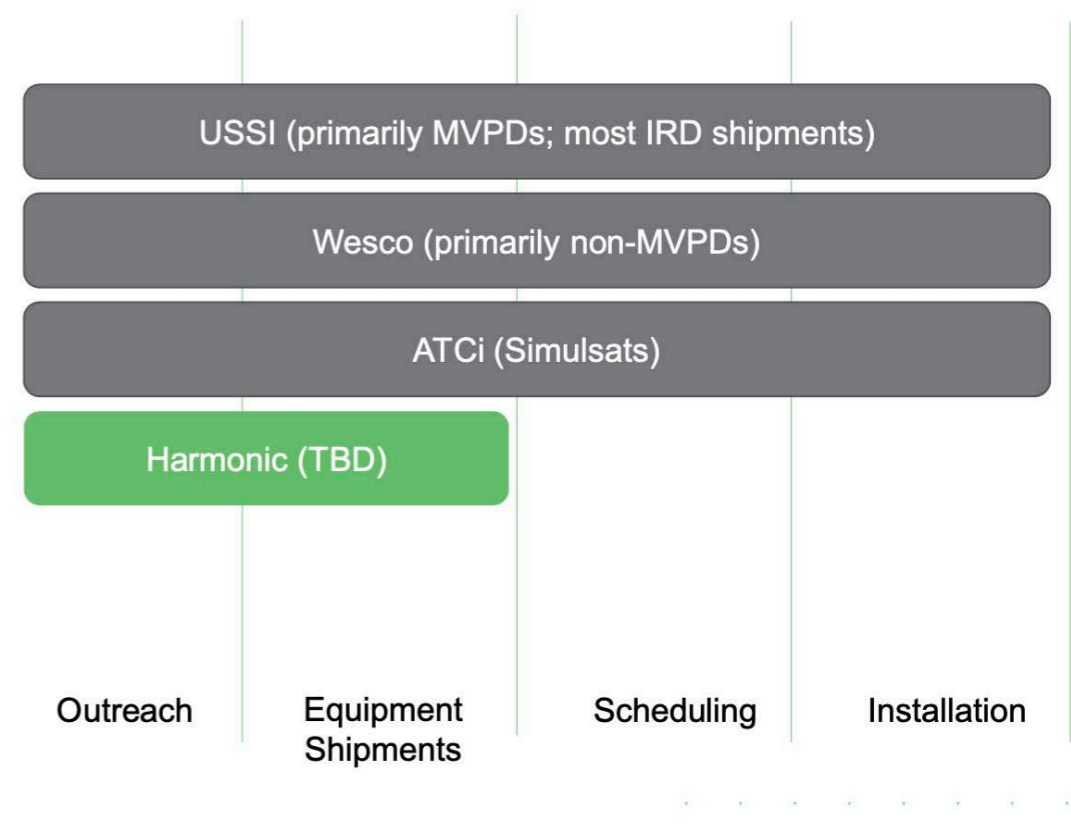 USSI (primarily MVPDs; most IRD shipments)
Wesco (primarily non-MVPDs)
ATCi (Simulsats)
Harmonic (TBD)
Outreach
Equipment
Shipments
Scheduling
Installation